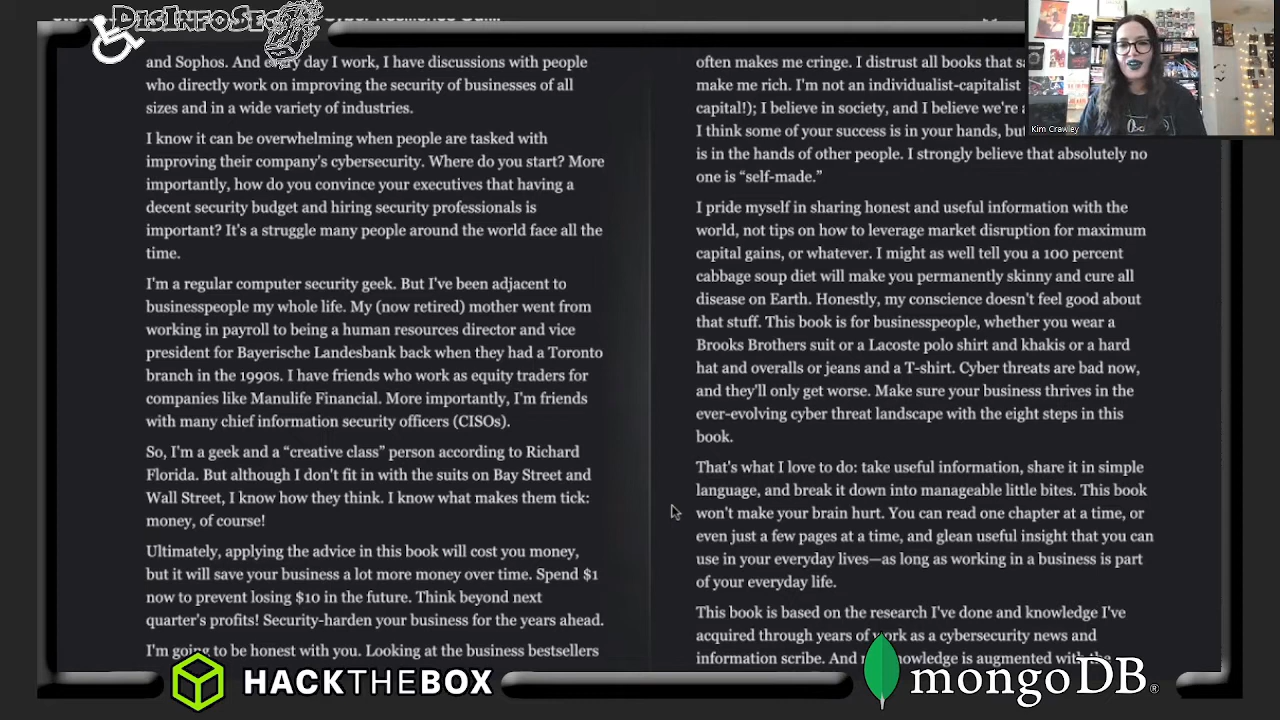 DISINFOSEC
Cyber Resilience
and Sophos. And every day I work, I have discussions with people
who directly work on improving the security of businesses of all
sizes and in a wide variety of industries.
I know it can be overwhelming when people are tasked with
improving their company's cybersecurity. Where do you start? More
importantly, how do you convince your executives that having a
decent security budget and hiring security professionals is
important? It's a struggle many people around the world face all the
time.
I'm a regular computer security geek. But I've been adjacent to
businesspeople my whole life. My (now retired) mother went from
working in payroll to being a human resources director and vice
president for Bayerische Landesbank back when they had a Toronto
branch in the 1990s. I have friends who work as equity traders for
companies like Manulife Financial. More importantly, I'm friends
with many chief information security officers (CISOs).
So, I'm a geek and a “creative class” person according to Richard
Florida. But although I don't fit in with the suits on Bay Street and
Wall Street, I know how they think. I know what makes them tick:
money, of course!
Ultimately, applying the advice in this book will cost you money,
but it will save your business a lot more money over time. Spend $1
now to prevent losing $10 in the future. Think beyond next
quarter's profits! Security-harden your business for the years ahead.
I'm going to be honest with you. Looking at the business bestsellers
often makes me cringe. I distrust all books that
make me rich. I'm not an individualist-capitalist
capital!); I believe in society, and I believe we're
I think some of your success is in your hands, but
is in the hands of other people. I strongly believe that absolutely no
one is “self-made.”
I pride myself in sharing honest and useful information with the
world, not tips on how to leverage market disruption for maximum
capital gains, or whatever. I might as well tell you a 100 percent
cabbage soup diet will make you permanently skinny and cure all
disease on Earth. Honestly, my conscience doesn't feel good about
that stuff. This book is for businesspeople, whether you wear a
Brooks Brothers suit or a Lacoste polo shirt and khakis or a hard
hat and overalls or jeans and a T-shirt. Cyber threats are bad now,
and they'll only get worse. Make sure your business thrives in the
ever-evolving cyber threat landscape with the eight steps in this
book.
That's what I love to do: take useful information, share it in simple
language, and break it down into manageable little bites. This book
won't make your brain hurt. You can read one chapter at a time, or
even just a few pages at a time, and glean useful insight that you can
use in your everyday lives—as long as working in a business is part
of your everyday life.
This book is based on the research I've done and knowledge I've
acquired through years of work as a cybersecurity news and
information scribe. And my knowledge is augmented with the
Kim Crawley
HACKTHEBOX
mongoDB®